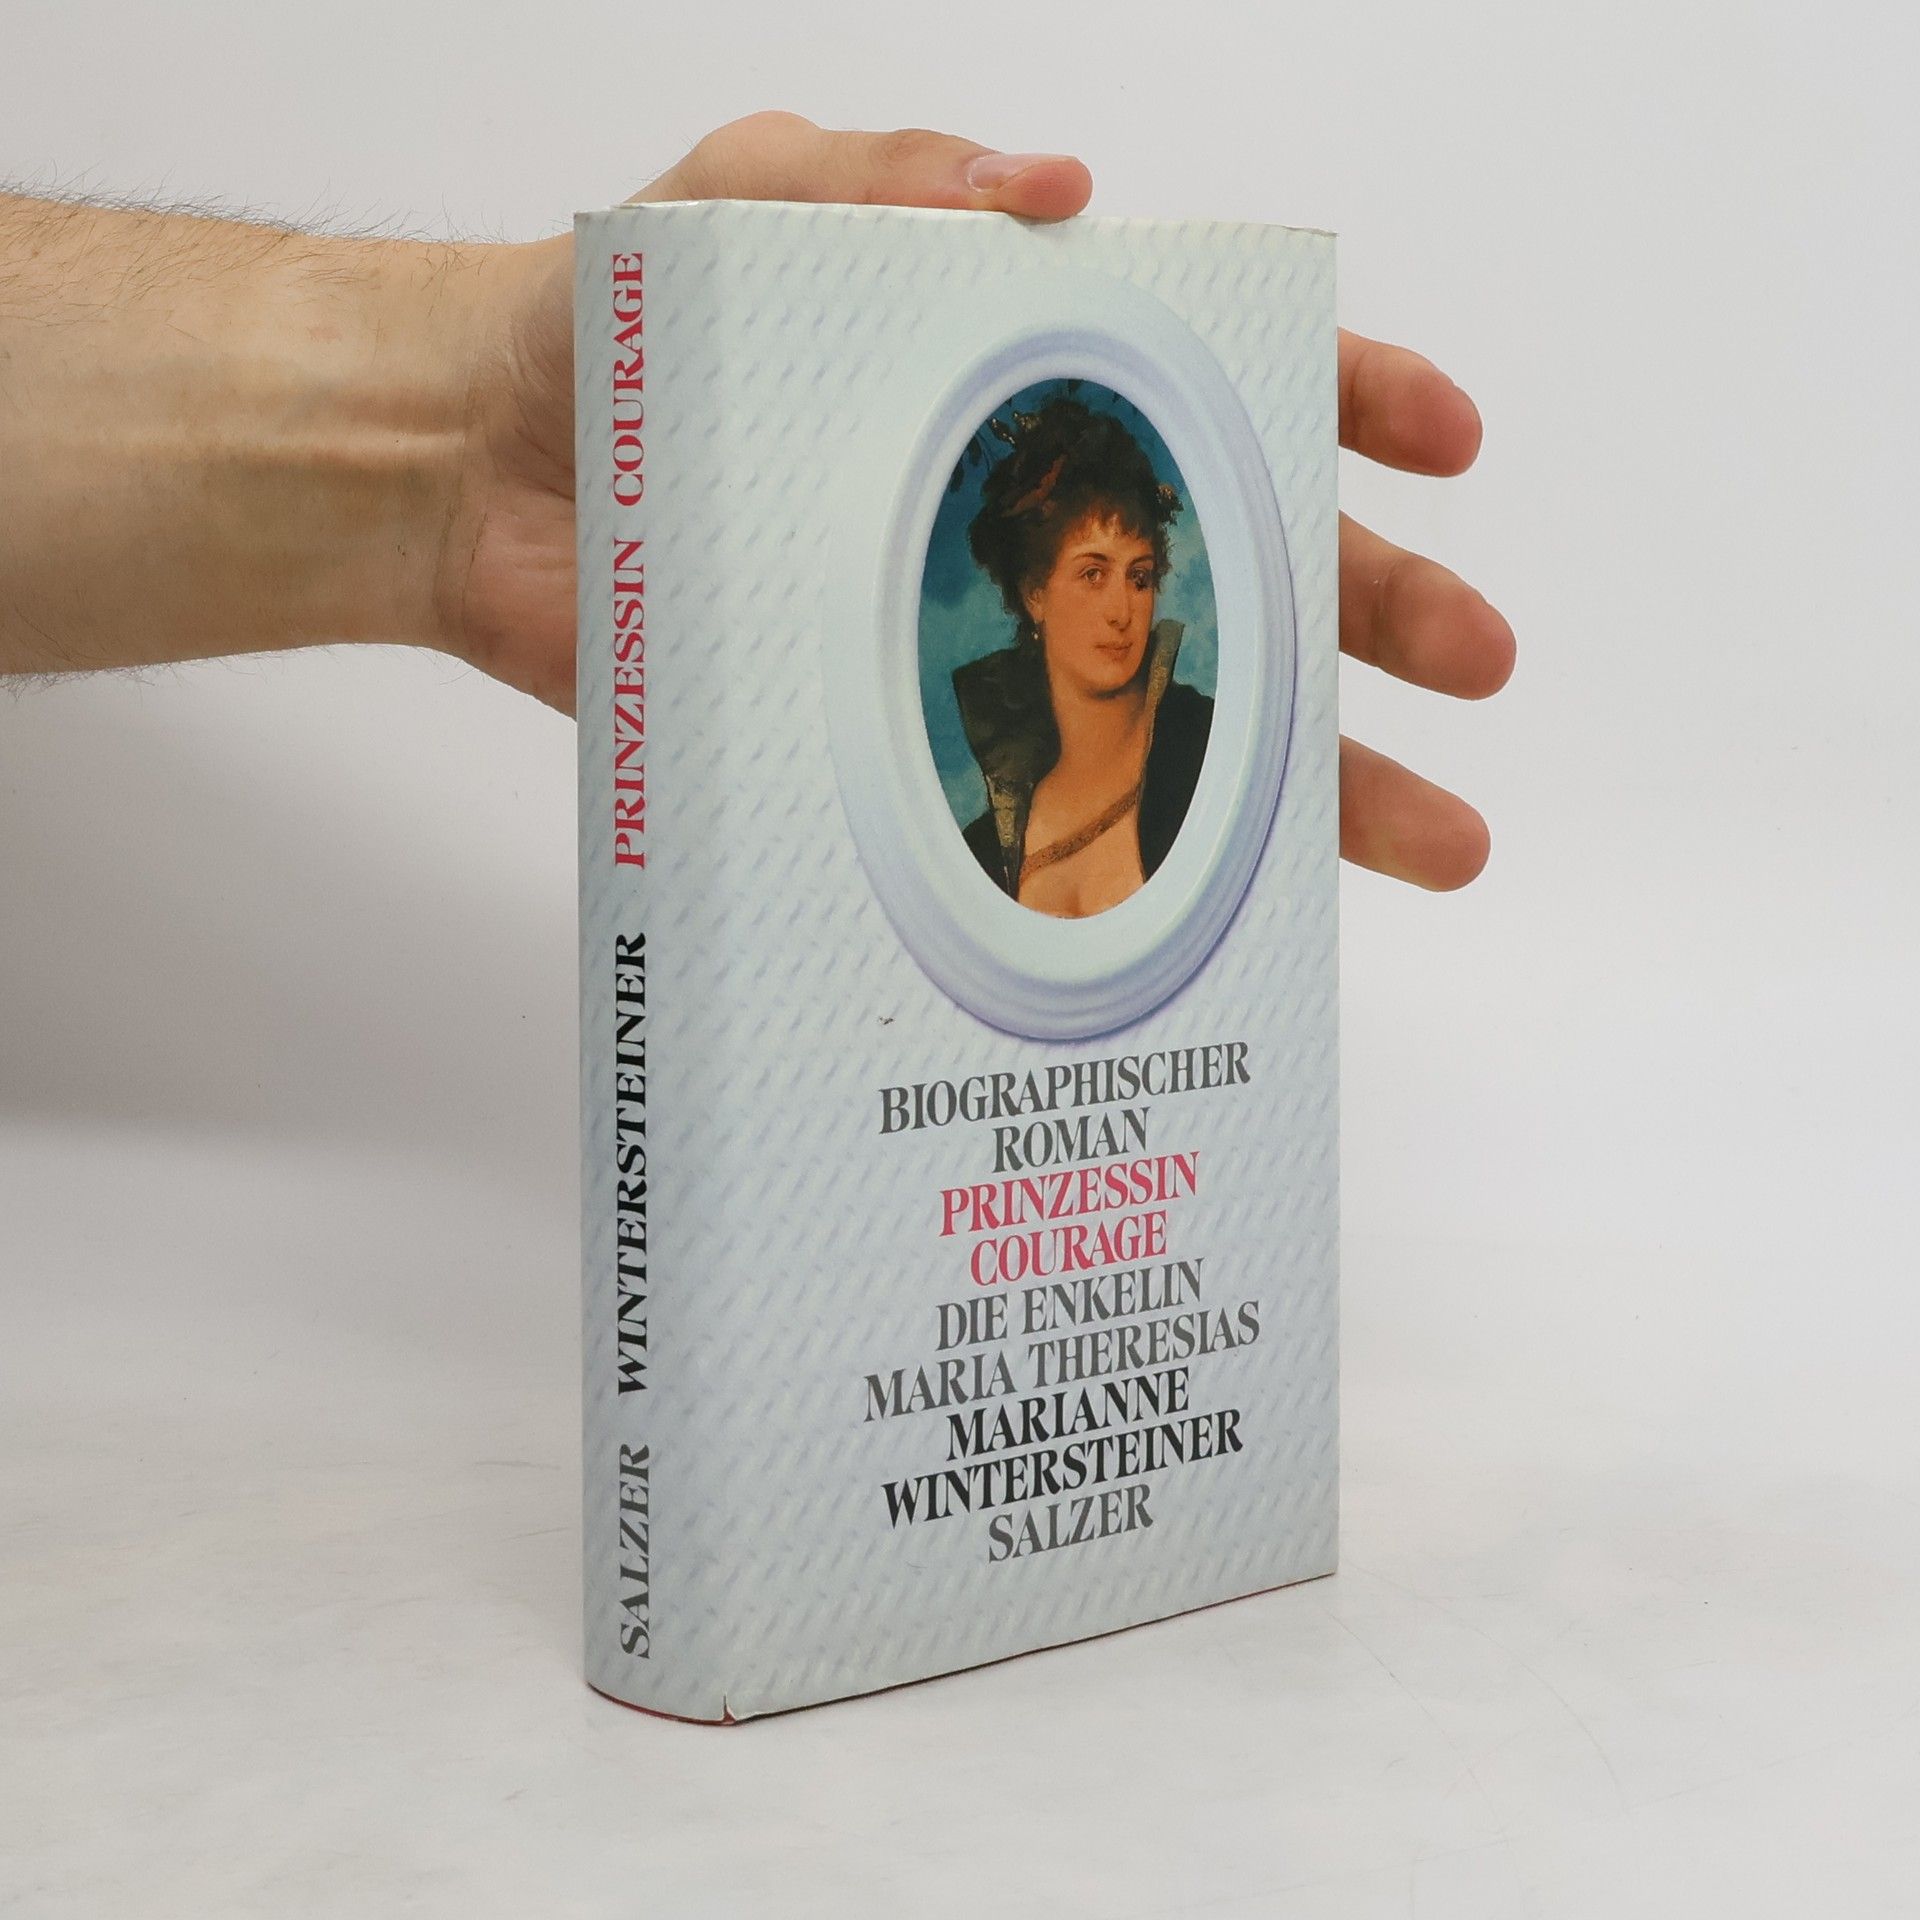 SALZER WINTERSTEINER PRINZESSIN COURAGE
BIOGRAPHISCHER
ROMAN
PRINZESSIN
COURAGE
DIE ENKELIN
MARIA THERESIAS
MARIANNE
WINTERSTEINER
SALZER